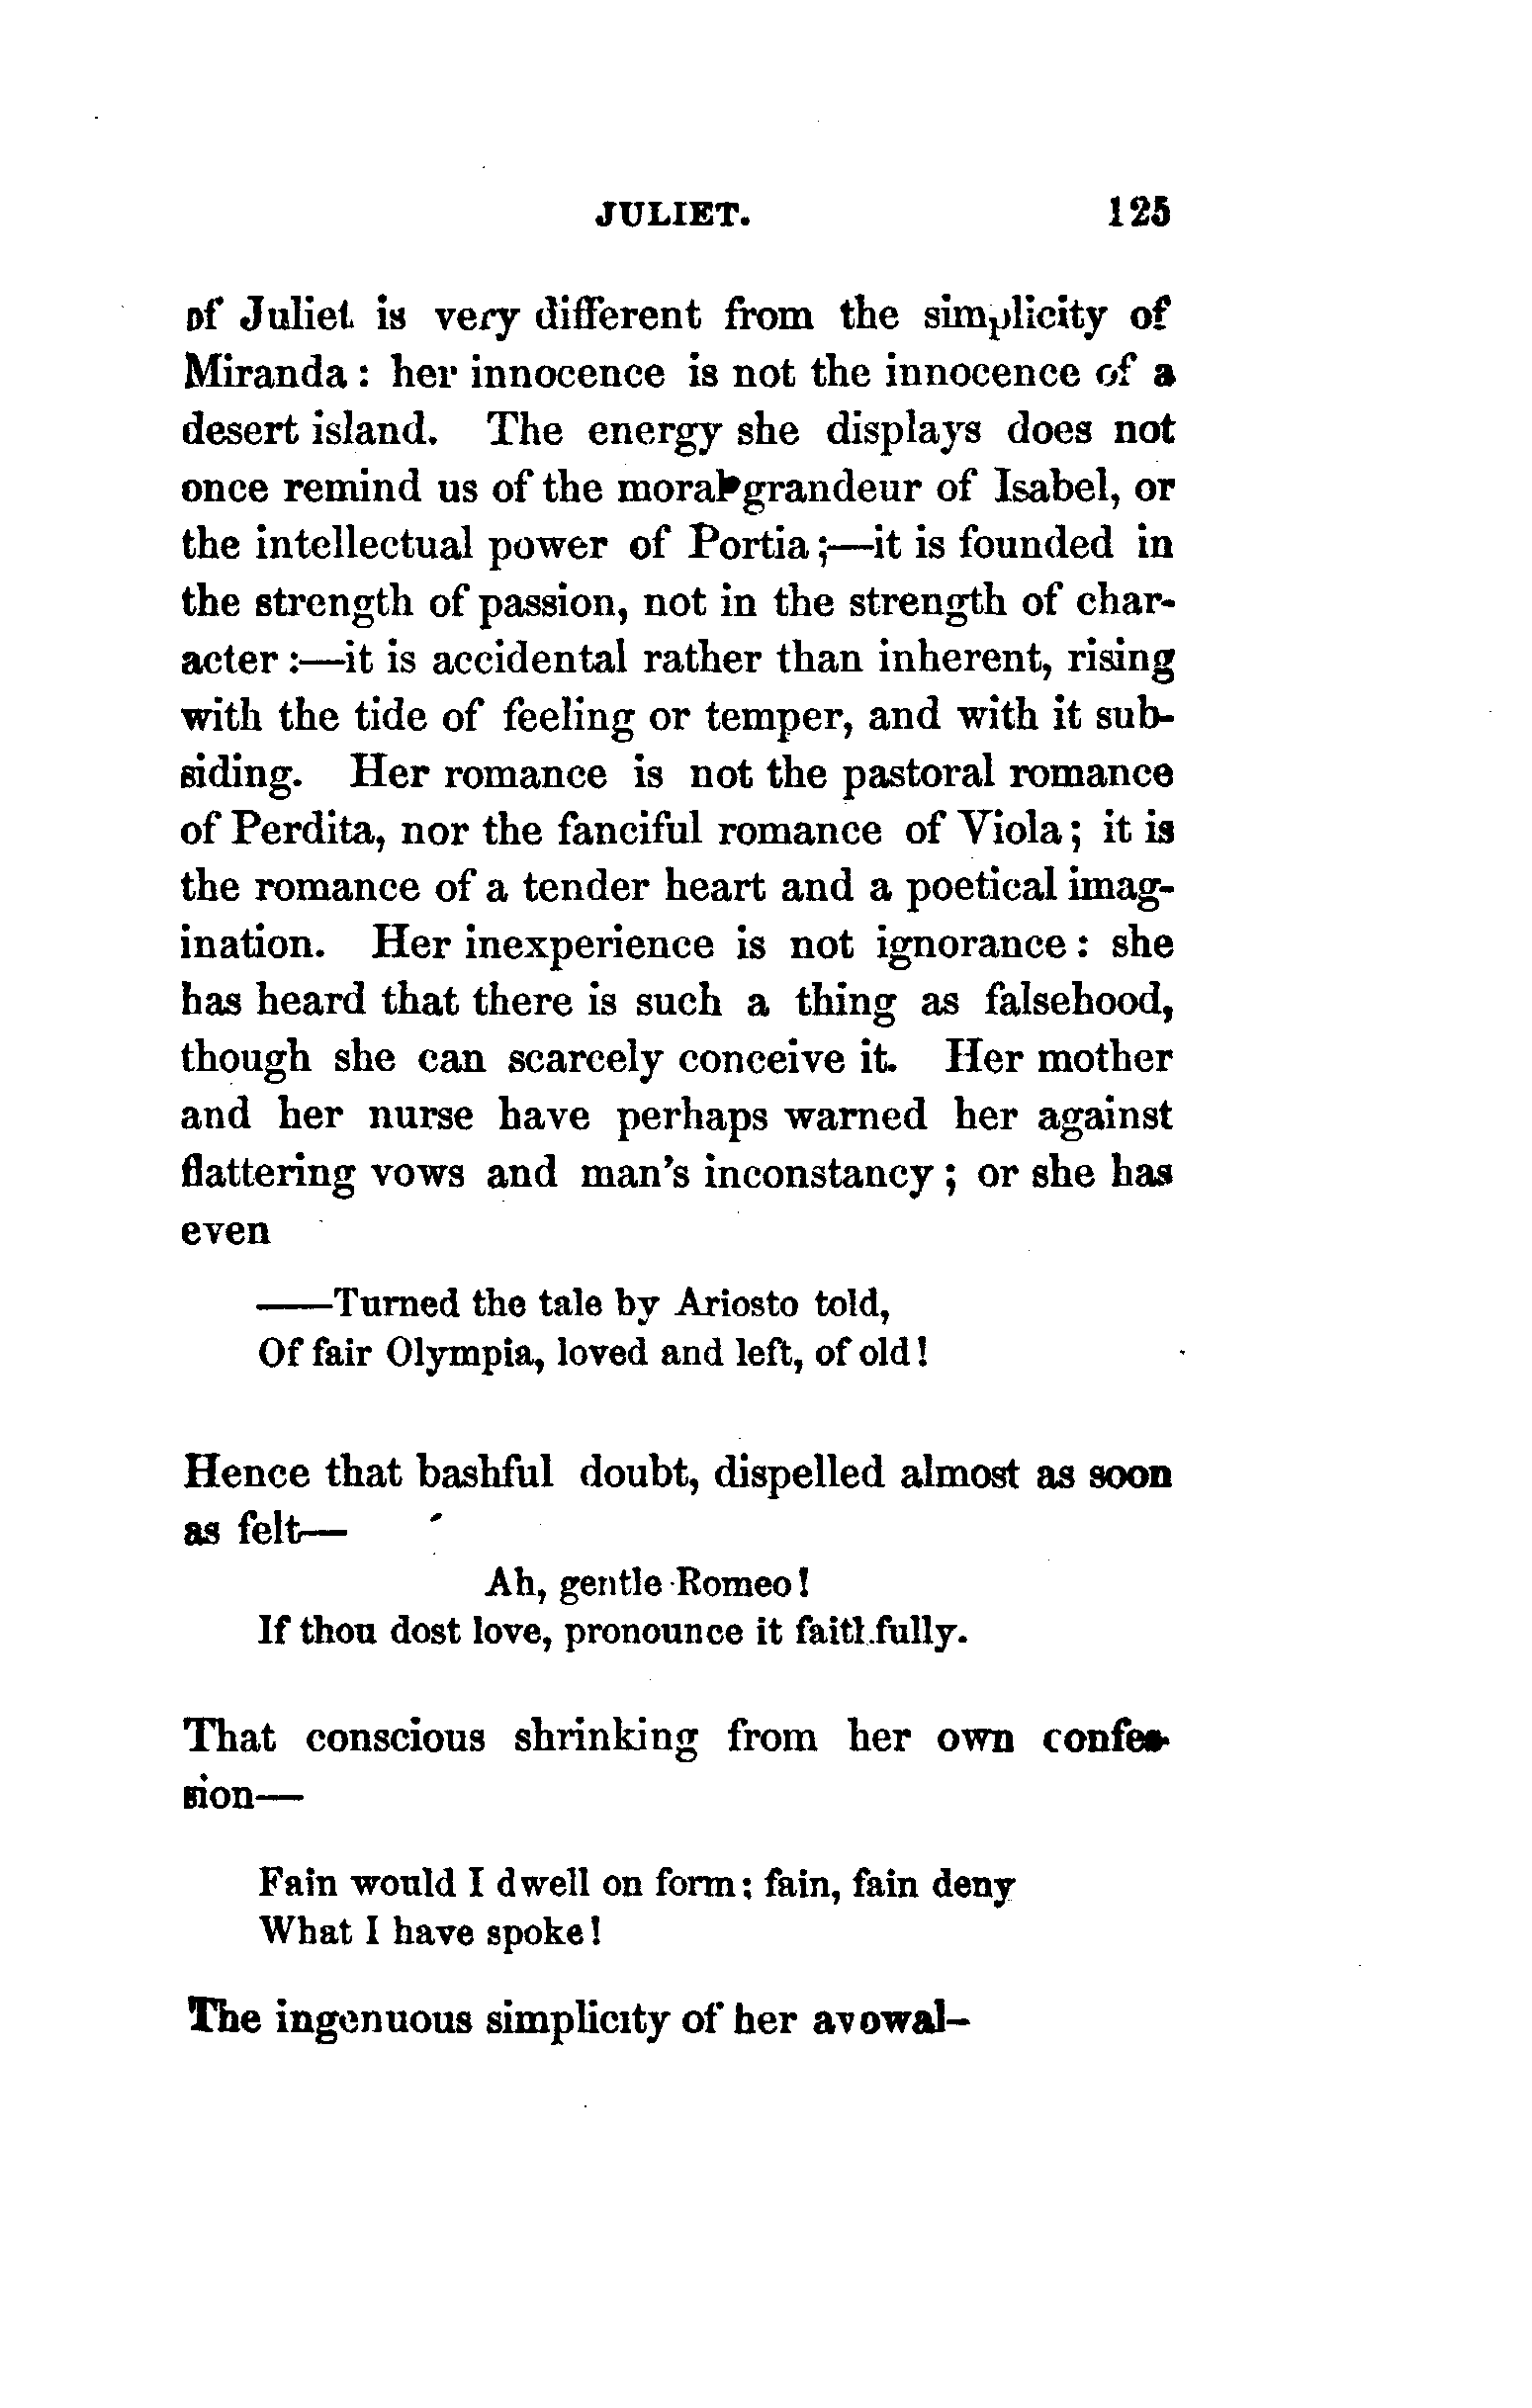 JULIET. 125
of Juliet is very different from the simplicity of
Miranda: her innocence is not the innocence of a
desert island. The energy she displays does not
once remind us of the moral grandeur of Isabel, or
the intellectual power of Portia;—it is founded in
the strength of passion, not in the strength of char-
acter:—it is accidental rather than inherent, rising
with the tide of feeling or temper, and with it sub-
siding. Her romance is not the pastoral romance
of Perdita, nor the fanciful romance of Viola; it is
the romance of a tender heart and a poetical imag-
ination. Her inexperience is not ignorance: she
has heard that there is such a thing as falsehood,
though she can scarcely conceive it. Her mother
and her nurse have perhaps warned her against
flattering vows and man's inconstancy; or she has
even
——Turned the tale by Ariosto told,
Of fair Olympia, loved and left, of old!
Hence that bashful doubt, dispelled almost as soon
as felt—
Ah, gentle Romeo!
If thou dost love, pronounce it faithfully.
That conscious shrinking from her own confes-
sion—
Fain would I dwell on form; fain, fain deny
What I have spoke!
The ingenuous simplicity of her avowal—